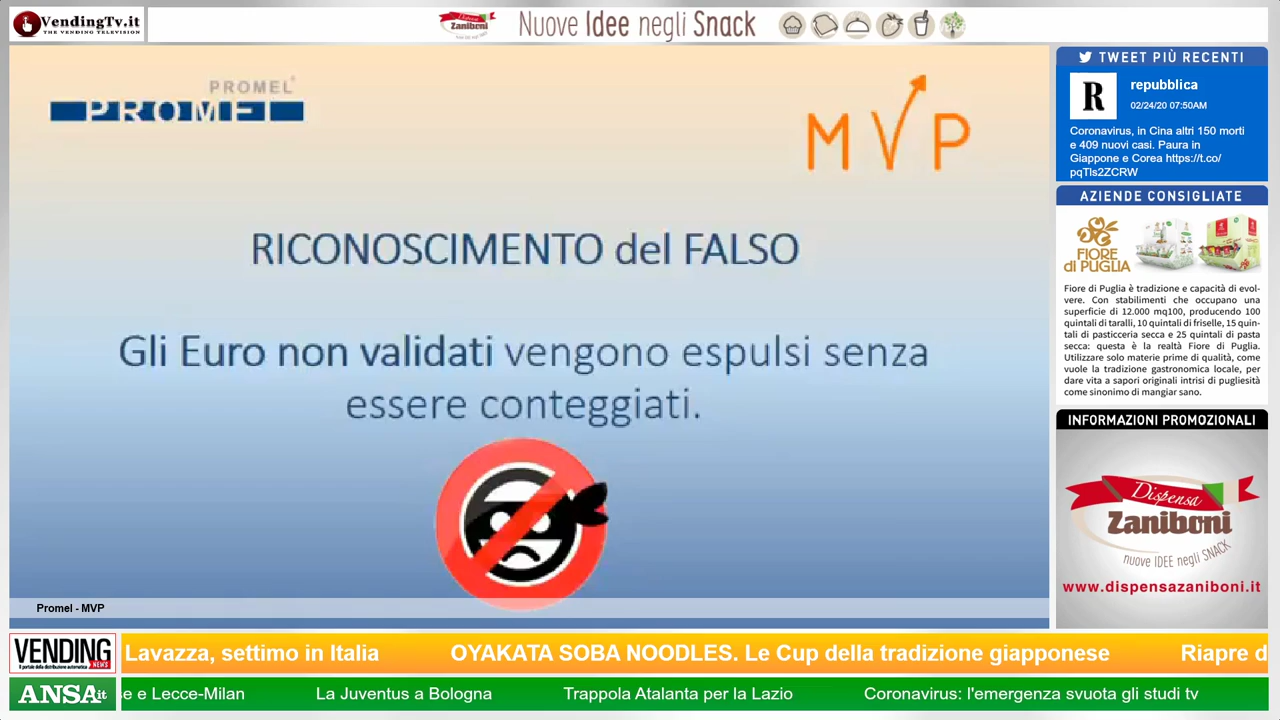 VendingTv.it
THE VENDING TELEVISION
Zaniboni
Nuove Idee negli Snack
PROMEL
PROMEL
MVP
RICONOSCIMENTO del FALSO
Gli Euro non validati vengono espulsi senza
essere conteggiati.
Promel - MVP
TWEET PIÙ RECENTI
R
repubblica
02/24/20 07:50AM
Coronavirus, in Cina altri 150 morti
e 409 nuovi casi. Paura in
Giappone e Corea https://t.co/
pqTls2ZCRW
AZIENDE CONSIGLIATE
FIORE
di PUGLIA
Fiore di Puglia è tradizione e capacità di evol-
vere. Con stabilimenti che occupano una
superficie di 12.000 mq100, producendo 100
quintali di taralli, 10 quintali di friselle, 15 quin-
tali di pasticceria secca e 25 quintali di pasta
secca: questa è la realtà Fiore di Puglia.
Utilizzare solo materie prime di qualità, come
vuole la tradizione gastronomica locale, per
dare vita a sapori originali intrisi di pugliesità
come sinonimo di mangiar sano.
INFORMAZIONI PROMOZIONALI
Dispensa
Zaniboni
nuove IDEE negli SNACK
www.dispensazaniboni.it
VENDING
NEWS
Il portale della distribuzione automatica
Lavazza, settimo in Italia OYAKATA SOBA NOODLES. Le Cup della tradizione giapponese Riapre d
ANSA.it
se e Lecce-Milan La Juventus a Bologna Trappola Atalanta per la Lazio Coronavirus: l'emergenza svuota gli studi tv